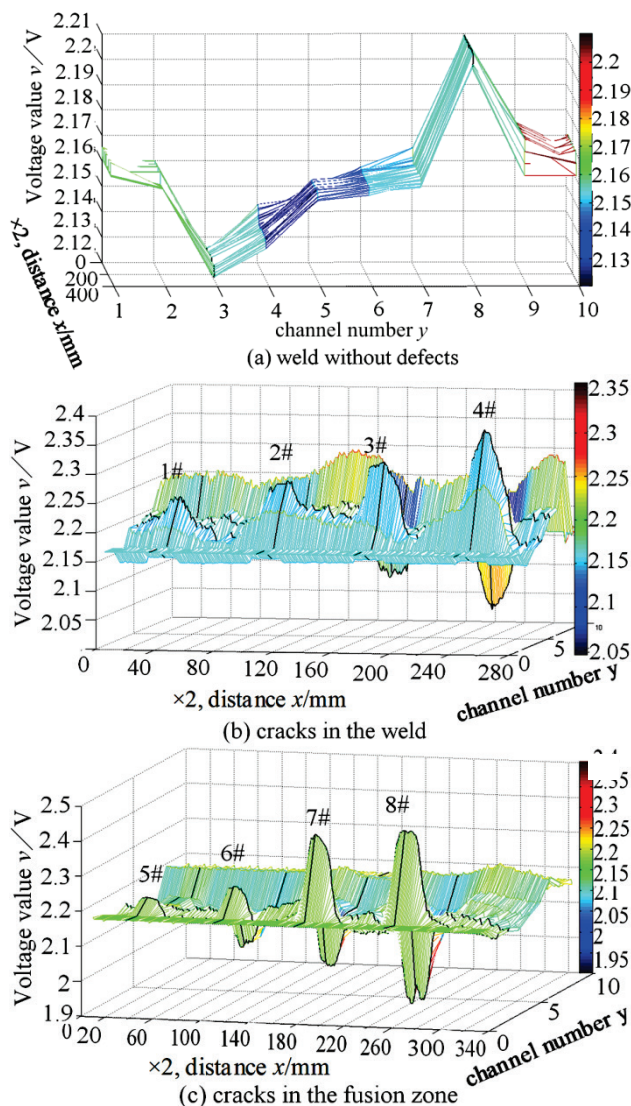 2.21
2.2
2.19
2.18
2.17
2.16
2.15
2.14
2.13
2.12
0
200
400
Voltage value v/V
×2, distance x/mm
1 2 3 4 5 6 7 8 9 10
channel number y
2.2
2.19
2.18
2.17
2.16
2.15
2.14
2.13
(a) weld without defects
2.4
2.35
2.3
2.25
2.2
2.15
2.1
2.05
Voltage value v/V
1# 2# 3# 4#
0 40 80 120 160 200 240 280
0 5 10
×2, distance x/mm
channel number y
2.35
2.3
2.25
2.2
2.15
2.1
2.05
(b) cracks in the weld
2.5
2.4
2.3
2.2
2.1
2
1.9
Voltage value v/V
5# 6# 7# 8#
0 20 60 100 140 180 220 260 300 340
0 5 10
×2, distance x/mm
channel number y
2.35
2.3
2.25
2.2
2.15
2.1
2.05
2
1.95
(c) cracks in the fusion zone